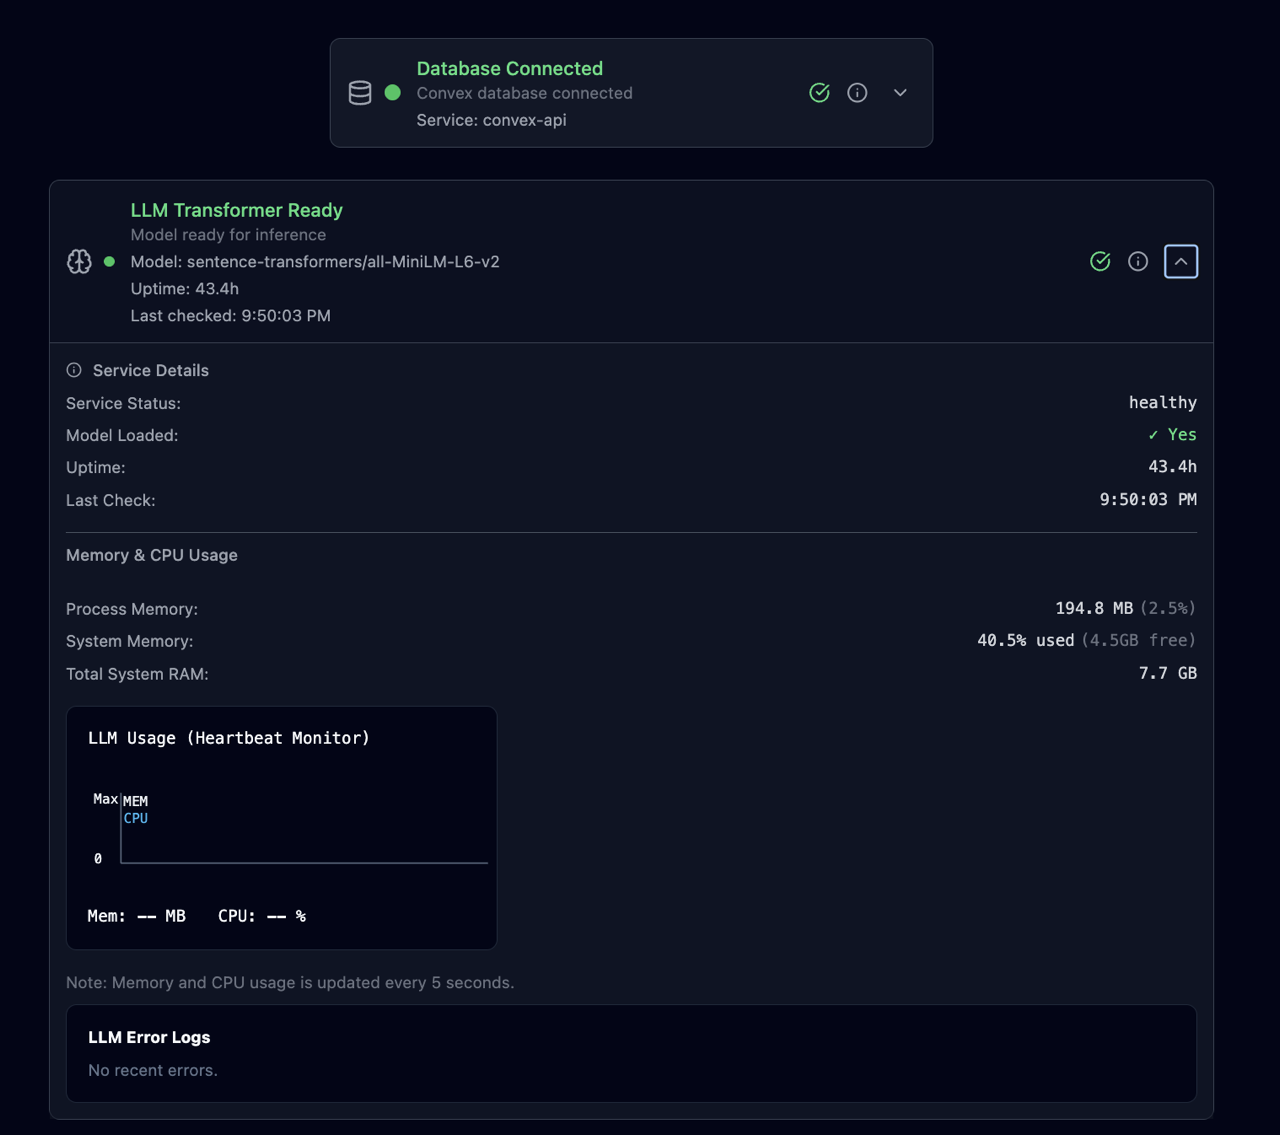 Database Connected
Convex database connected
Service: convex-api
LLM Transformer Ready
Model ready for inference
Model: sentence-transformers/all-MiniLM-L6-v2
Uptime: 43.4h
Last checked: 9:50:03 PM
Service Details
Service Status: healthy
Model Loaded: ✓ Yes
Uptime: 43.4h
Last Check: 9:50:03 PM
Memory & CPU Usage
Process Memory: 194.8 MB (2.5%)
System Memory: 40.5% used (4.5GB free)
Total System RAM: 7.7 GB
LLM Usage (Heartbeat Monitor)
Max MEM
CPU
0
Mem: -- MB CPU: -- %
Note: Memory and CPU usage is updated every 5 seconds.
LLM Error Logs
No recent errors.